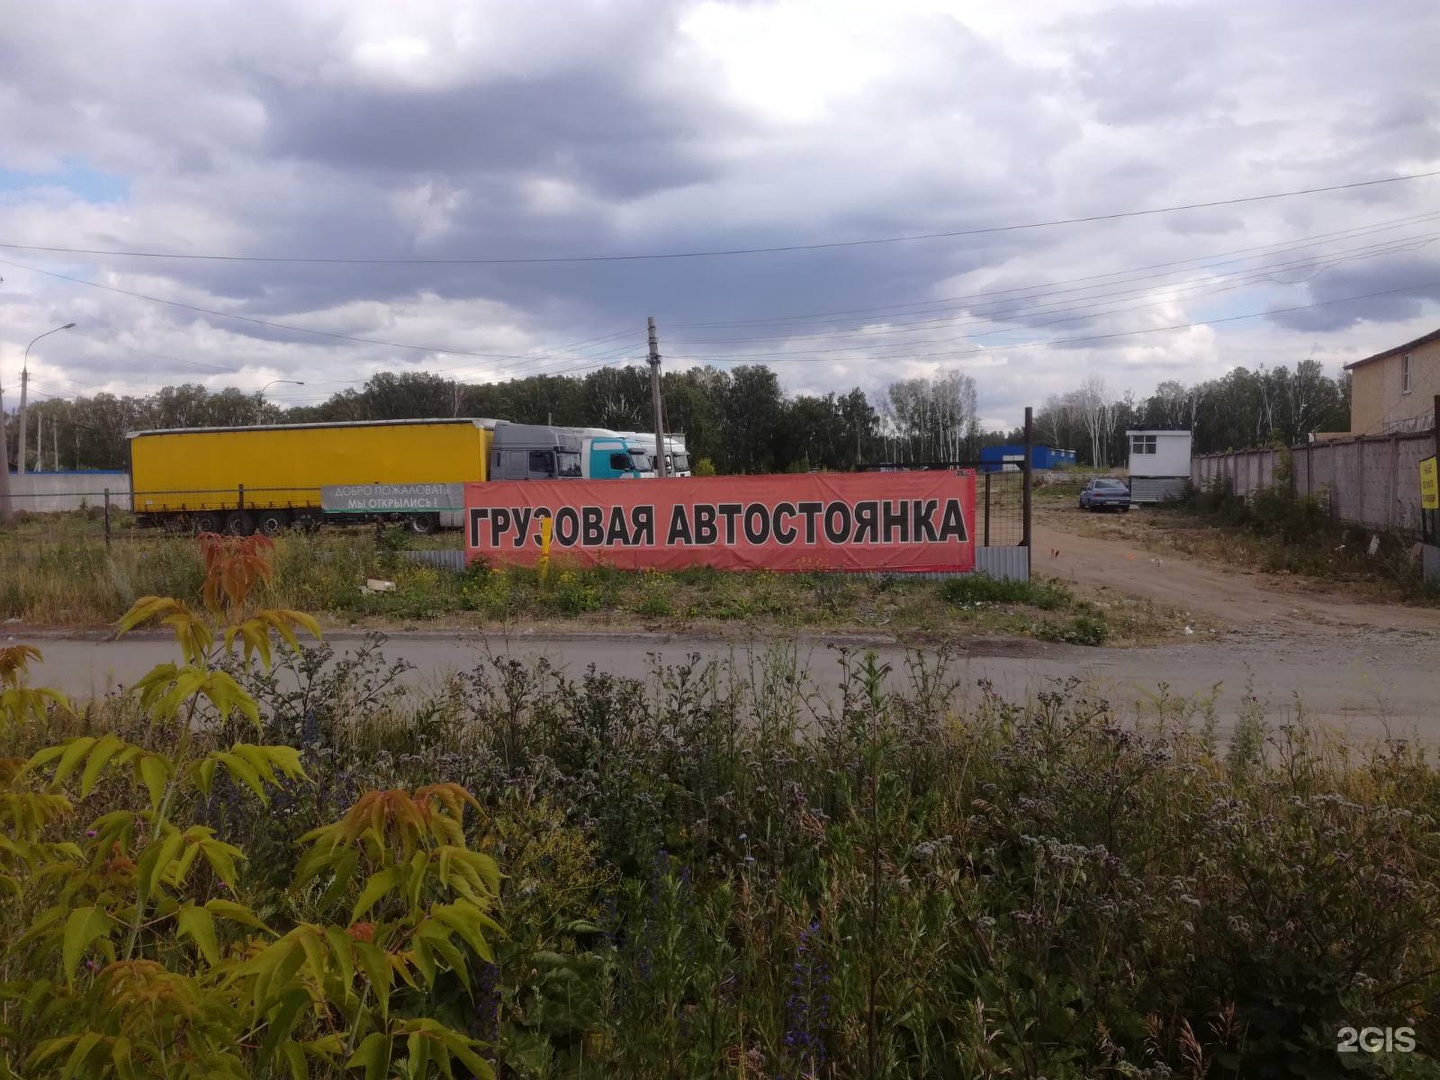 ДОБРО ПОЖАЛОВАТЬ
МЫ ОТКРЫЛИСЬ!
ГРУЗОВАЯ АВТОСТОЯНКА
2GIS